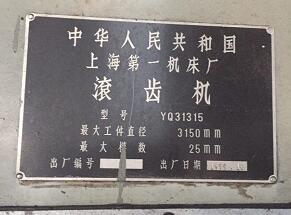 中华人民共和国
上海第一机床厂
滚齿机
型号 YQ31315
最大工件直径 3150mm
最大模数 25mm
出厂编号 出厂日期